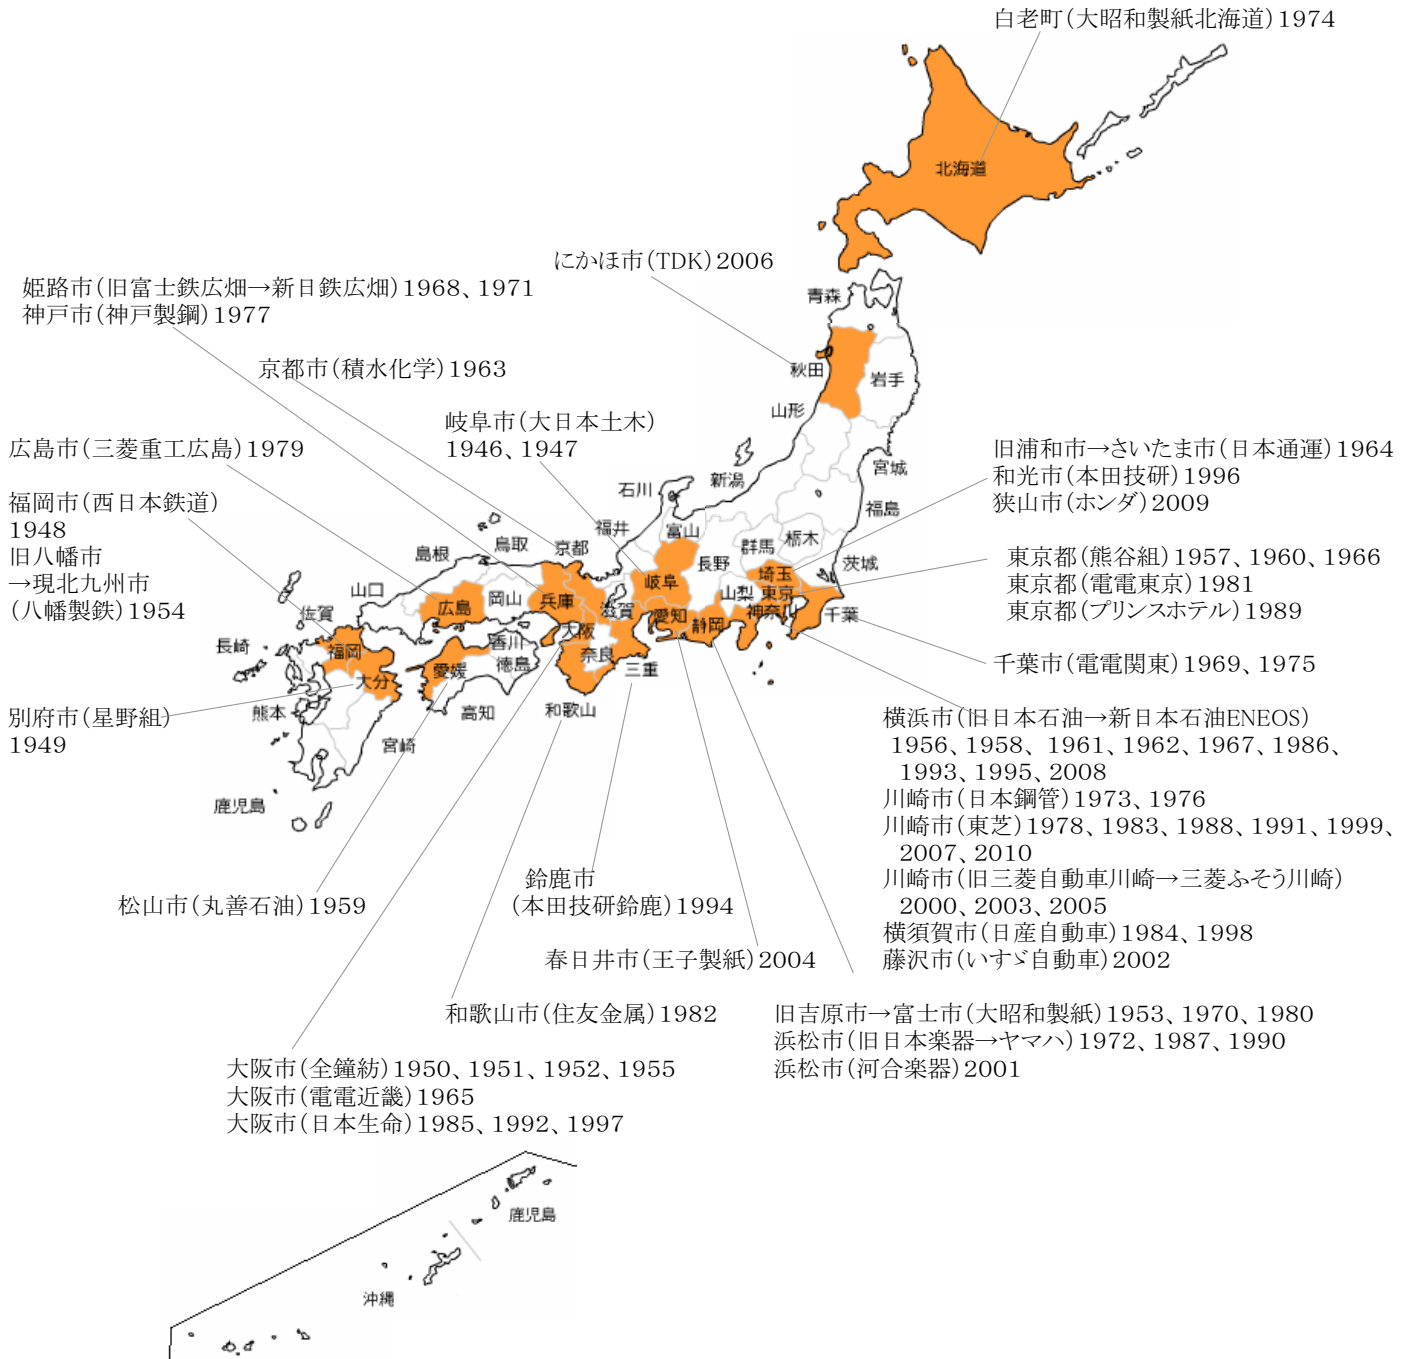 白老町(大昭和製紙北海道)1974
北海道
にかほ市(TDK)2006
姫路市(旧富士鉄広畑→新日鉄広畑)1968、1971
神戸市(神戸製鋼)1977
京都市(積水化学)1963
岐阜市(大日本土木)
1946、1947
広島市(三菱重工広島)1979
福岡市(西日本鉄道)
1948
旧八幡市
→現北九州市
(八幡製鉄)1954
別府市(星野組)
1949
青森
秋田
岩手
山形
宮城
新潟
福島
石川
富山
福井
群馬
栃木
茨城
長野
埼玉
山梨
東京
神奈川
千葉
岐阜
愛知
静岡
滋賀
三重
京都
兵庫
大阪
奈良
和歌山
鳥取
島根
岡山
広島
山口
香川
徳島
愛媛
高知
佐賀
福岡
長崎
大分
熊本
宮崎
鹿児島
旧浦和市→さいたま市(日本通運)1964
和光市(本田技研)1996
狭山市(ホンダ)2009
東京都(熊谷組)1957、1960、1966
東京都(電電東京)1981
東京都(プリンスホテル)1989
千葉市(電電関東)1969、1975
横浜市(旧日本石油→新日本石油ENEOS)
1956、1958、1961、1962、1967、1986、
1993、1995、2008
川崎市(日本鋼管)1973、1976
川崎市(東芝)1978、1983、1988、1991、1999、
2007、2010
川崎市(旧三菱自動車川崎→三菱ふそう川崎)
2000、2003、2005
横須賀市(日産自動車)1984、1998
藤沢市(いすゞ自動車)2002
松山市(丸善石油)1959
鈴鹿市
(本田技研鈴鹿)1994
春日井市(王子製紙)2004
和歌山市(住友金属)1982
旧吉原市→富士市(大昭和製紙)1953、1970、1980
浜松市(旧日本楽器→ヤマハ)1972、1987、1990
浜松市(河合楽器)2001
大阪市(全鐘紡)1950、1951、1952、1955
大阪市(電電近畿)1965
大阪市(日本生命)1985、1992、1997
鹿児島
沖縄